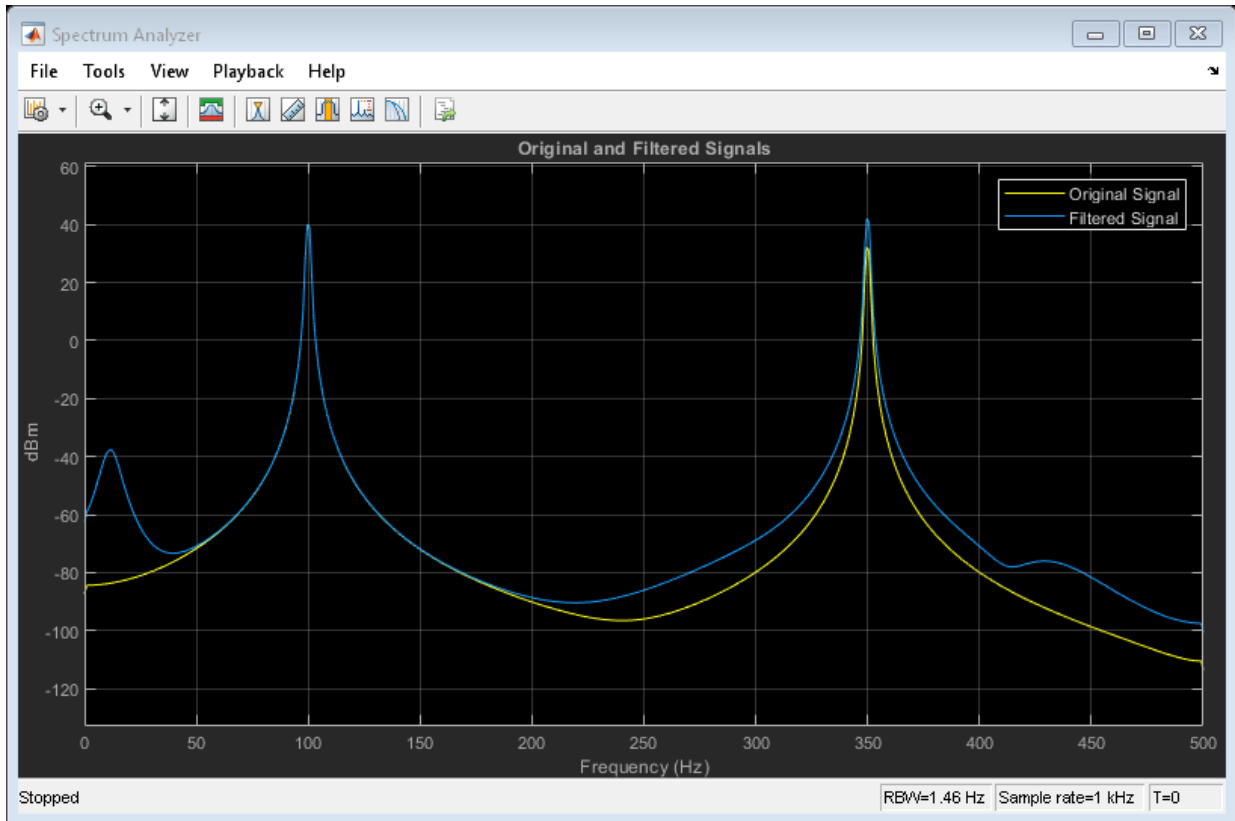 Spectrum Analyzer
File Tools View Playback Help
Original and Filtered Signals
Original Signal
Filtered Signal
60
40
20
0
-20
-40
-60
-80
-100
-120
dBm
0 50 100 150 200 250 300 350 400 450 500
Frequency (Hz)
Stopped RBW=1.46 Hz Sample rate=1 kHz T=0